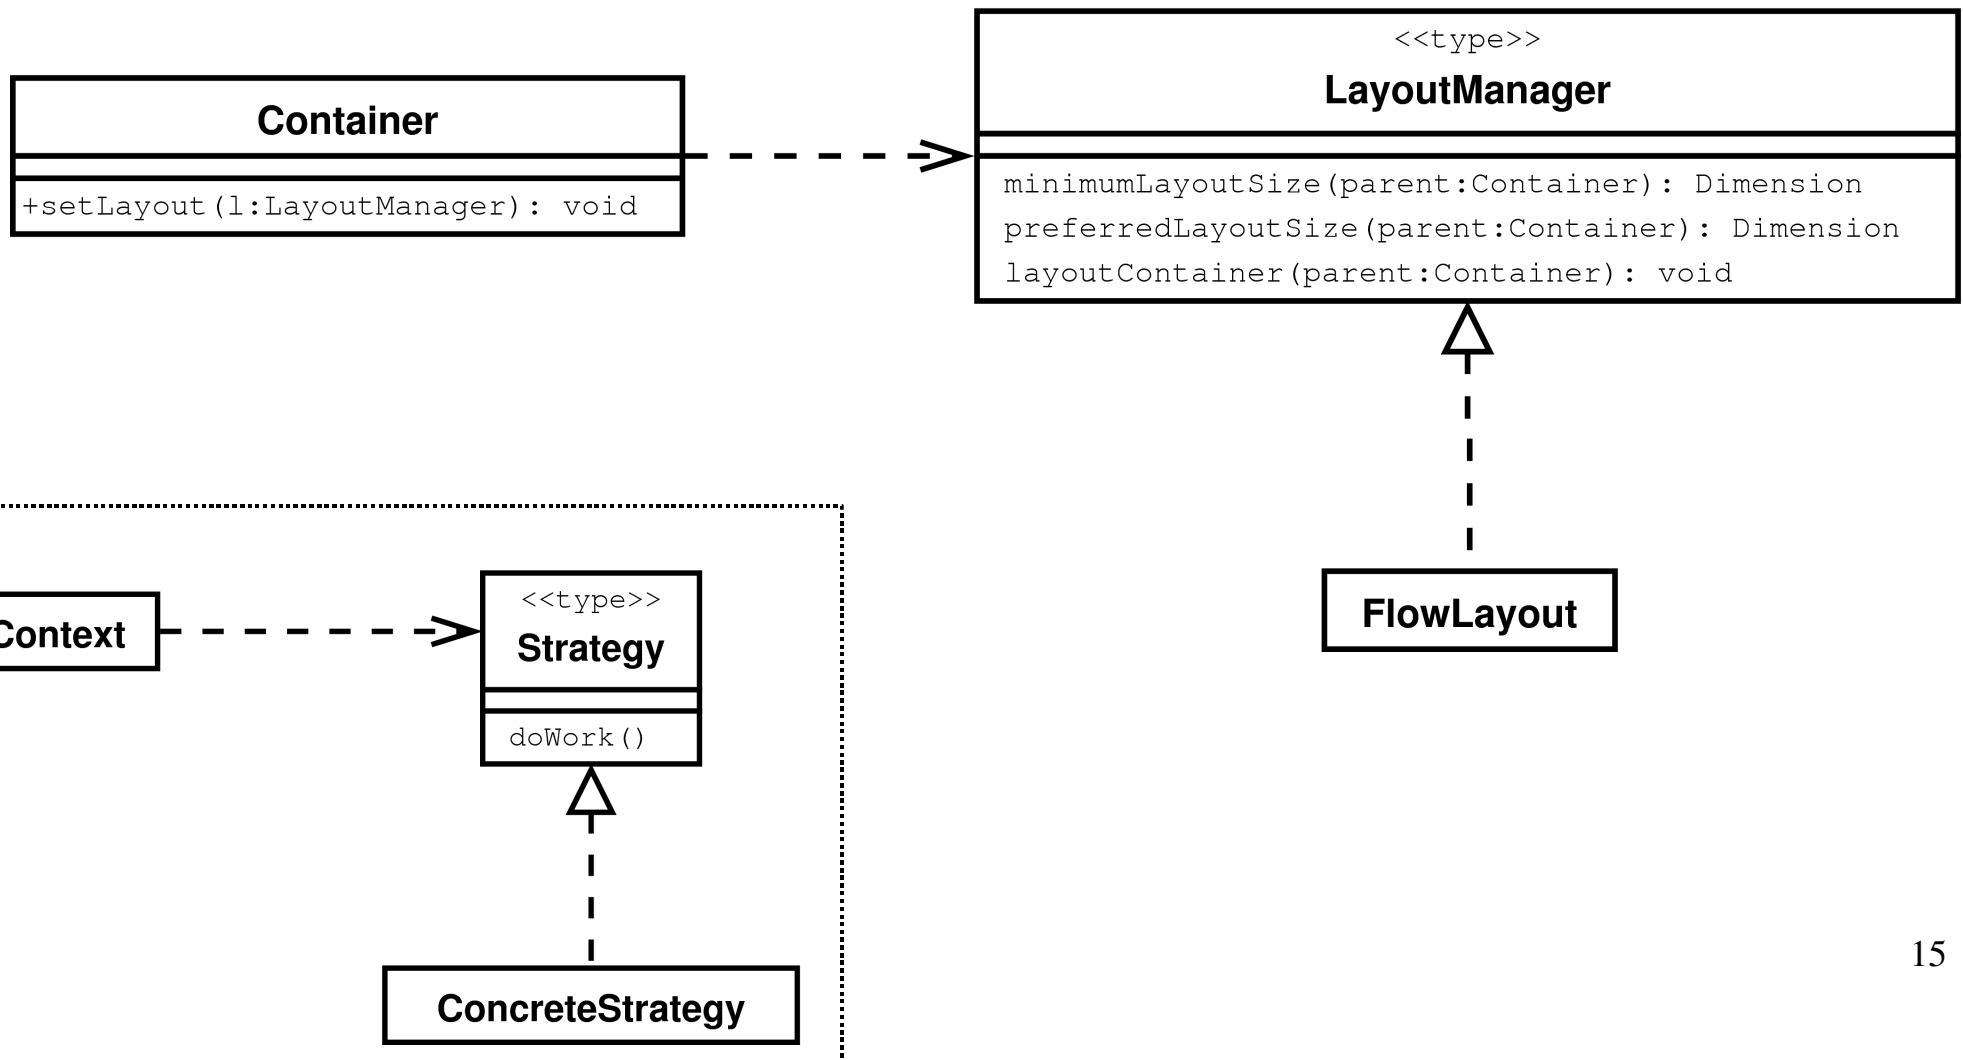 <<type>>
LayoutManager
minimumLayoutSize(parent:Container): Dimension
preferredLayoutSize(parent:Container): Dimension
layoutContainer(parent:Container): void
Container
+setLayout(l:LayoutManager): void
FlowLayout
Context
<<type>>
Strategy
doWork()
ConcreteStrategy
15